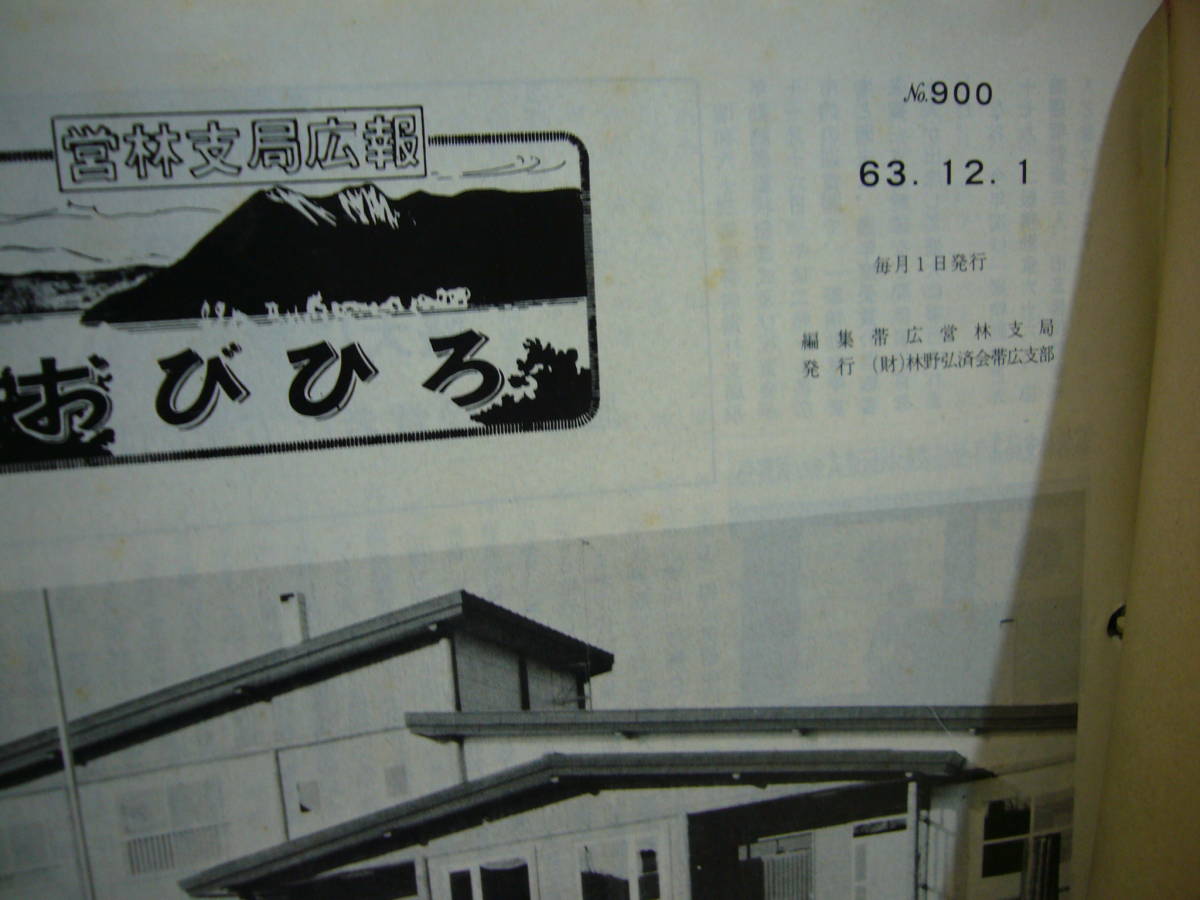 営林支局広報
おびひろ
No.900
63.12.1
毎月1日発行
編集帯広営林支局
発行(財)林野弘済会帯広支部